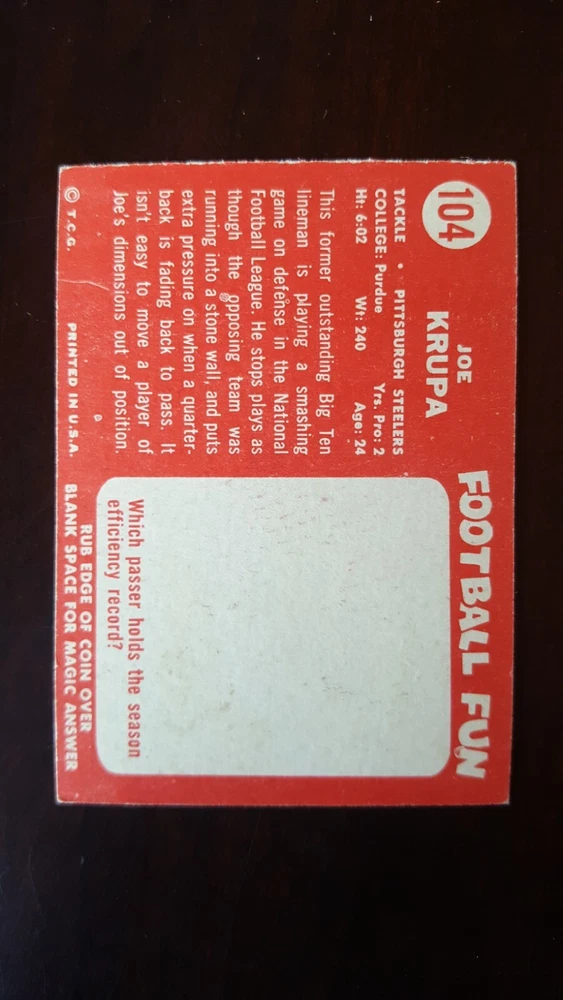 104
JOE
KRUPA
TACKLE • PITTSBURGH STEELERS
COLLEGE: Purdue Yrs. Pro: 2
Ht: 6:02 Wt: 240 Age: 24
This former outstanding Big Ten
lineman is playing a smashing
game on defense in the National
Football League. He stops plays as
though the opposing team was
running into a stone wall, and puts
extra pressure on when a quarter-
back is fading back to pass. It
isn't easy to move a player of
Joe's dimensions out of position.
© T.C.G. PRINTED IN U.S.A.
FOOTBALL FUN
Which passer holds the season
efficiency record?
RUB EDGE OF COIN OVER
BLANK SPACE FOR MAGIC ANSWER